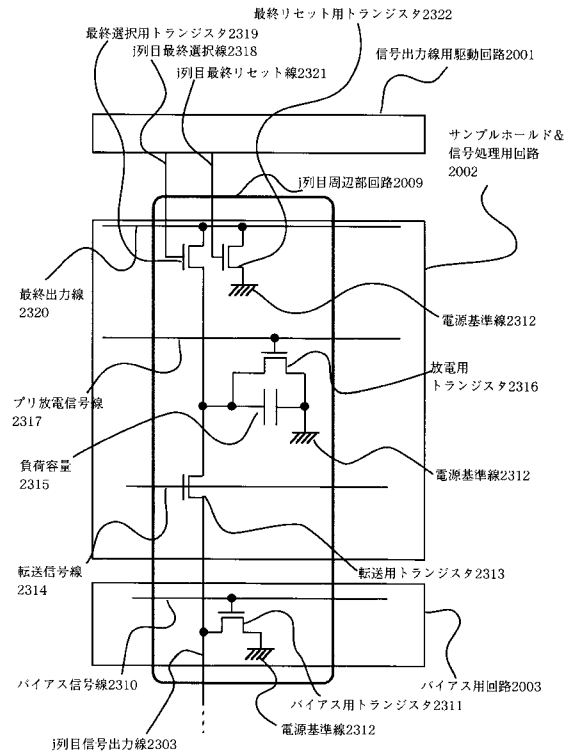 最終リセット用トランジスタ2322
最終選択用トランジスタ2319
j列目最終選択線2318
j列目最終リセット線2321
信号出力線用駆動回路2001
サンプルホールド&
信号処理用回路
2002
j列目周辺部回路2009
最終出力線
2320
電源基準線2312
放電用
トランジスタ2316
プリ放電信号線
2317
負荷容量
2315
電源基準線2312
転送信号線
2314
転送用トランジスタ2313
バイアス信号線2310
バイアス用トランジスタ2311
バイアス用回路2003
電源基準線2312
j列目信号出力線2303